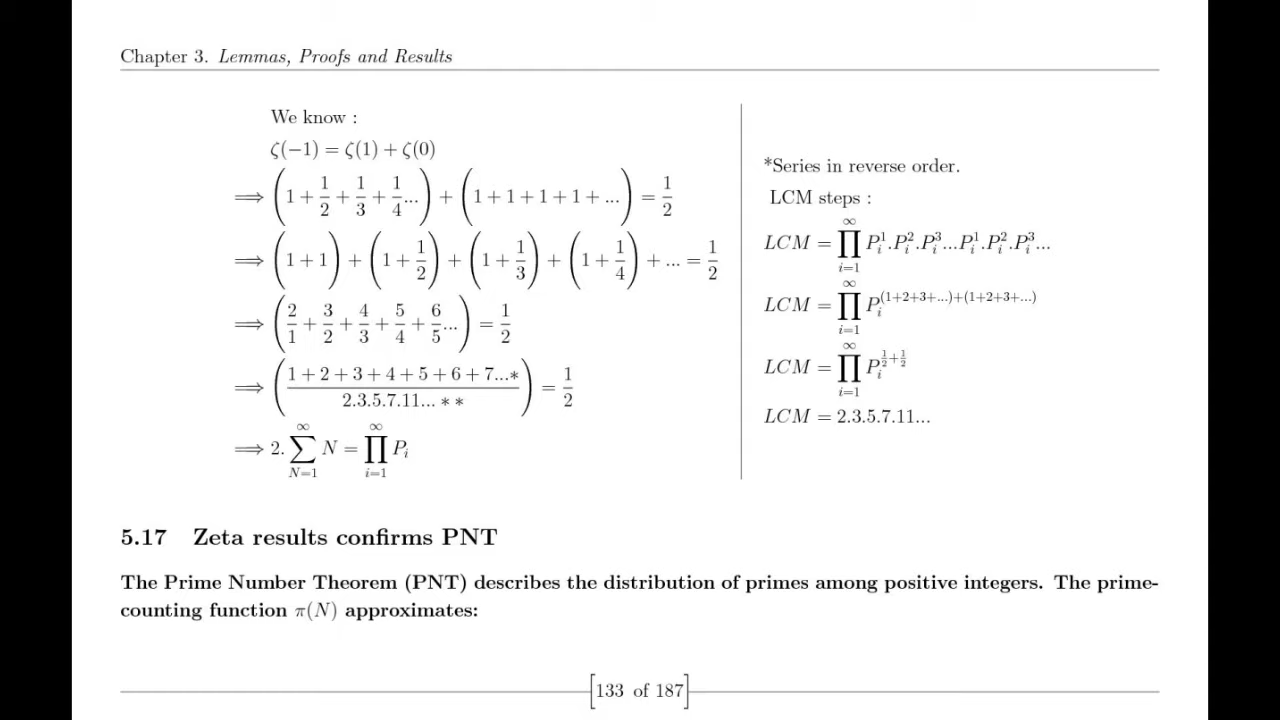 Chapter 3. Lemmas, Proofs and Results
We know :
ζ(−1) = ζ(1) + ζ(0)
⟹ (1 + 1/2 + 1/3 + 1/4...) + (1 + 1 + 1 + 1 + ...) = 1/2
⟹ (1 + 1) + (1 + 1/2) + (1 + 1/3) + (1 + 1/4) + ... = 1/2
⟹ (2/1 + 3/2 + 4/3 + 5/4 + 6/5...) = 1/2
⟹ ((1 + 2 + 3 + 4 + 5 + 6 + 7...∗)/(2.3.5.7.11... ∗ ∗)) = 1/2
⟹ 2. ∑_{N=1}^{∞} N = ∏_{i=1}^{∞} P_i
*Series in reverse order.
LCM steps :
LCM = ∏_{i=1}^{∞} P_i^1.P_i^2.P_i^3...P_i^1.P_i^2.P_i^3...
LCM = ∏_{i=1}^{∞} P_i^{(1+2+3+...)+(1+2+3+...)}
LCM = ∏_{i=1}^{∞} P_i^{1/2+1/2}
LCM = 2.3.5.7.11...
5.17 Zeta results confirms PNT
The Prime Number Theorem (PNT) describes the distribution of primes among positive integers. The prime-
counting function π(N) approximates:
[133 of 187]